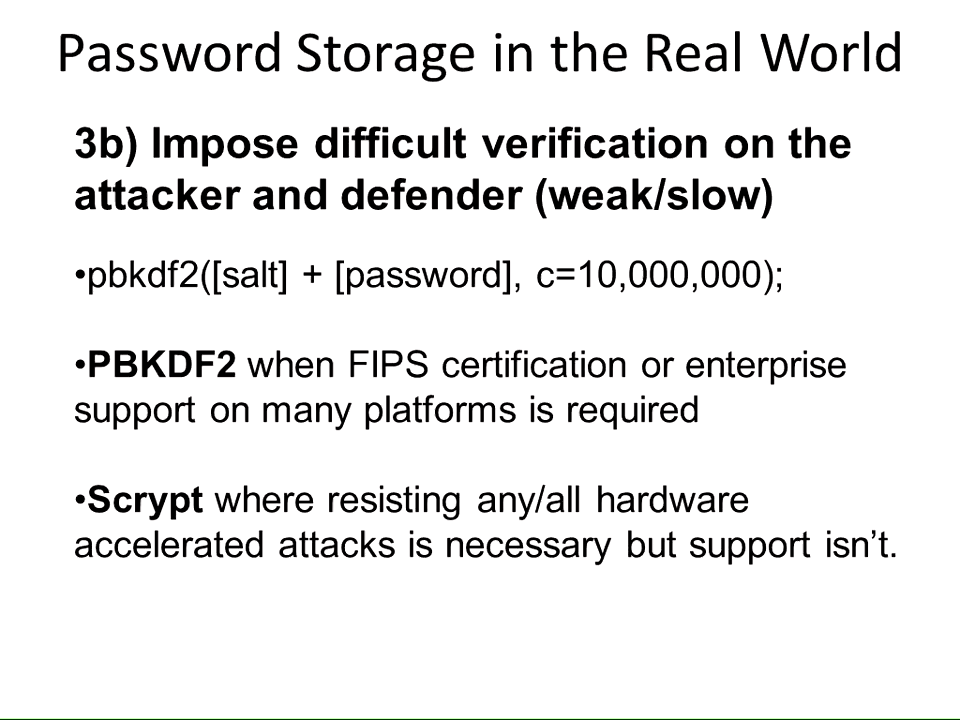 Password Storage in the Real World
3b) Impose difficult verification on the
attacker and defender (weak/slow)
•pbkdf2([salt] + [password], c=10,000,000);
•PBKDF2 when FIPS certification or enterprise
support on many platforms is required
•Scrypt where resisting any/all hardware
accelerated attacks is necessary but support isn’t.